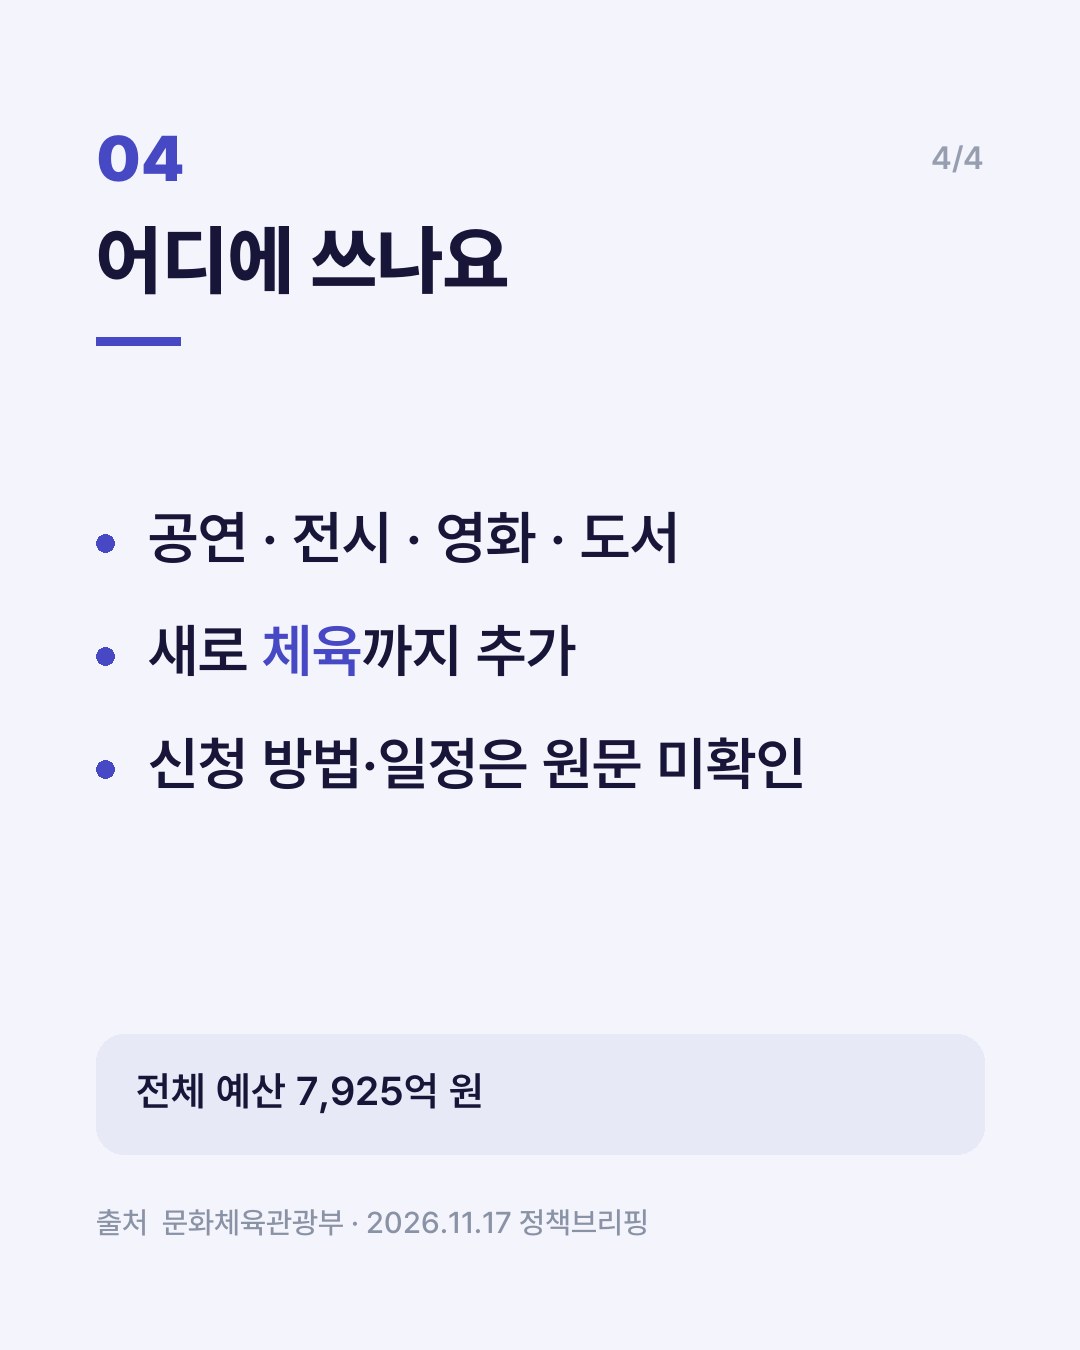 04
4/4
어디에 쓰나요
공연 · 전시 · 영화 · 도서
새로 체육까지 추가
신청 방법·일정은 원문 미확인
전체 예산 7,925억 원
출처 문화체육관광부 · 2026.11.17 정책브리핑